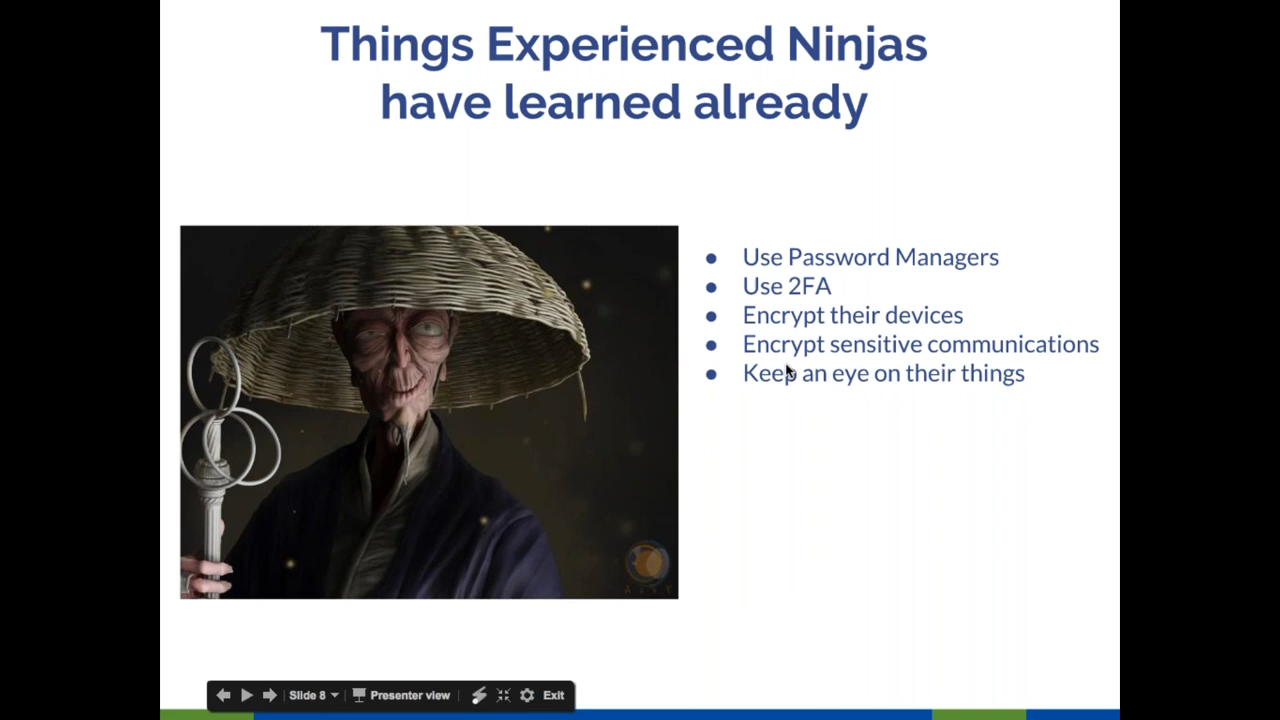 Things Experienced Ninjas
have learned already
● Use Password Managers
● Use 2FA
● Encrypt their devices
● Encrypt sensitive communications
● Keep an eye on their things
Slide 8
Presenter view
Exit